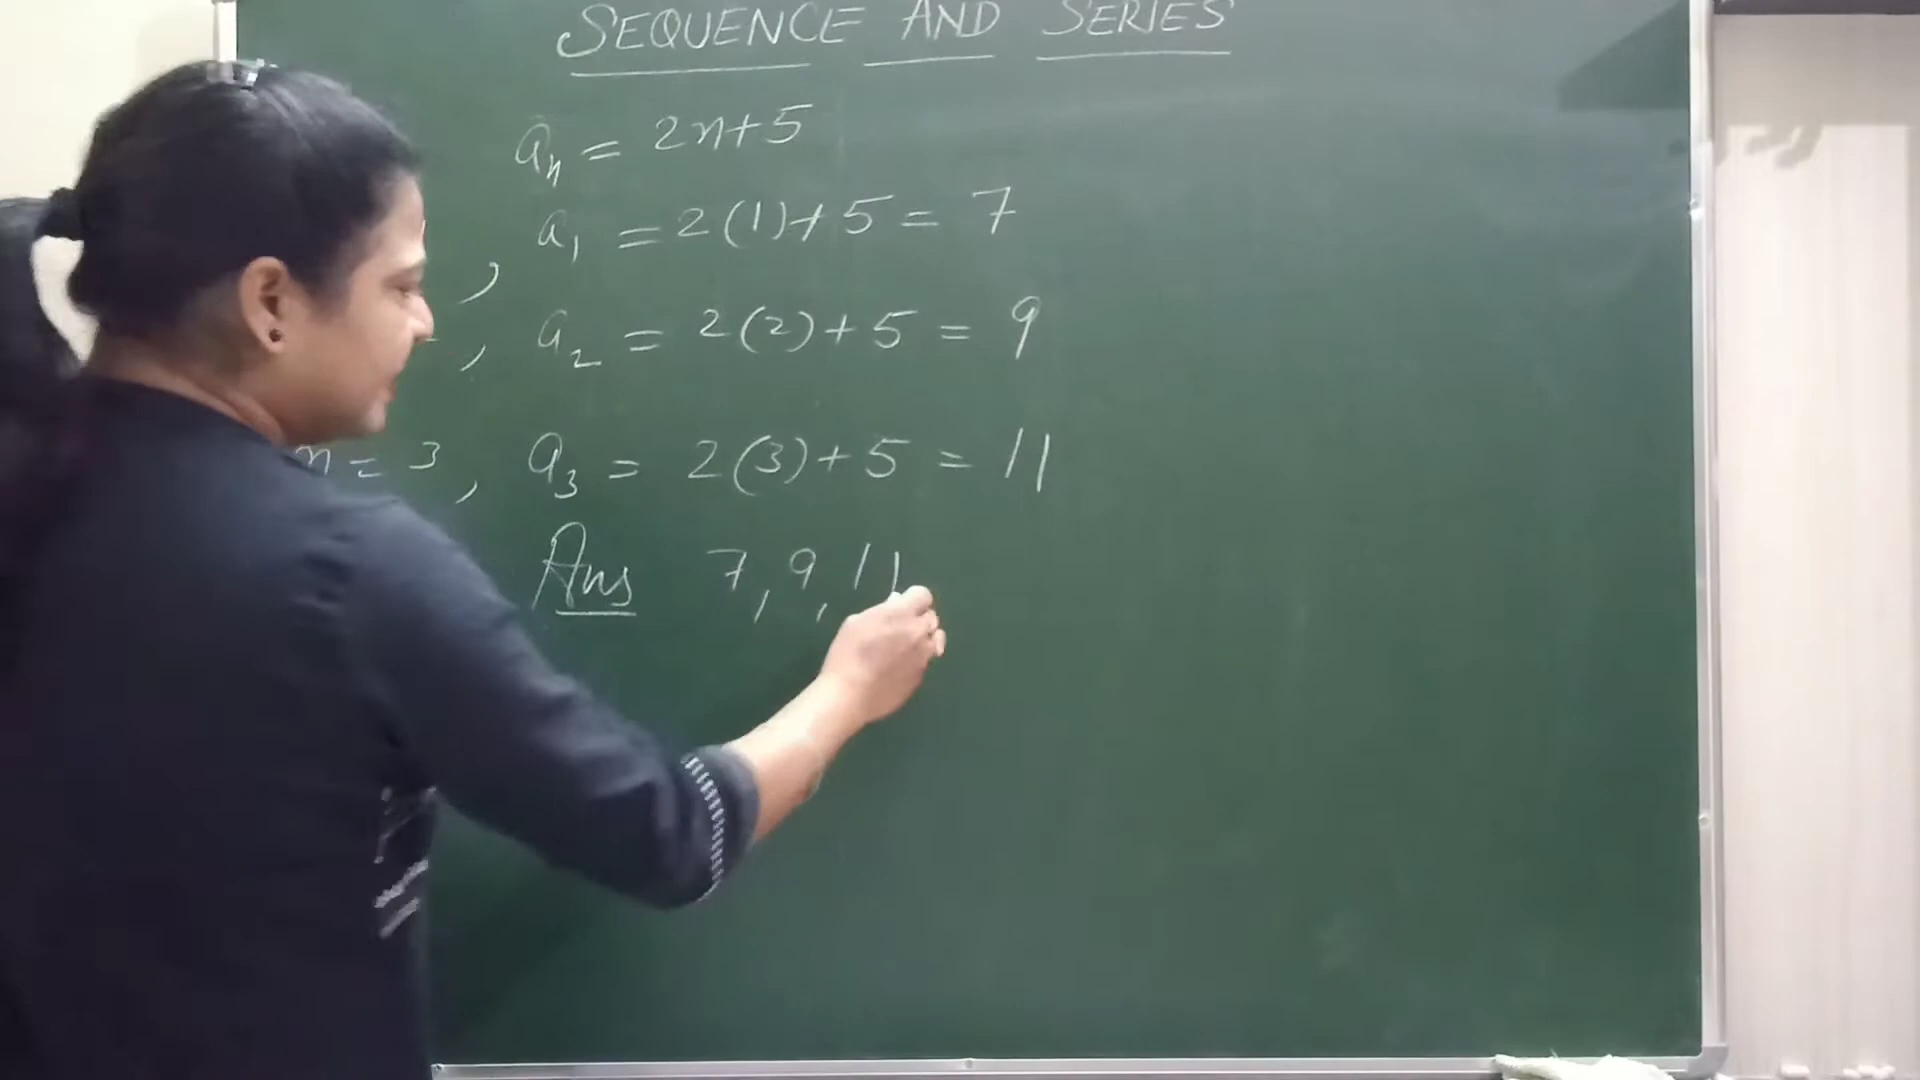 SEQUENCE AND SERIES
aₙ = 2n+5
, a₁ = 2(1)+5 = 7
, a₂ = 2(2)+5 = 9
n = 3, a₃ = 2(3)+5 = 11
Ans 7, 9, 11